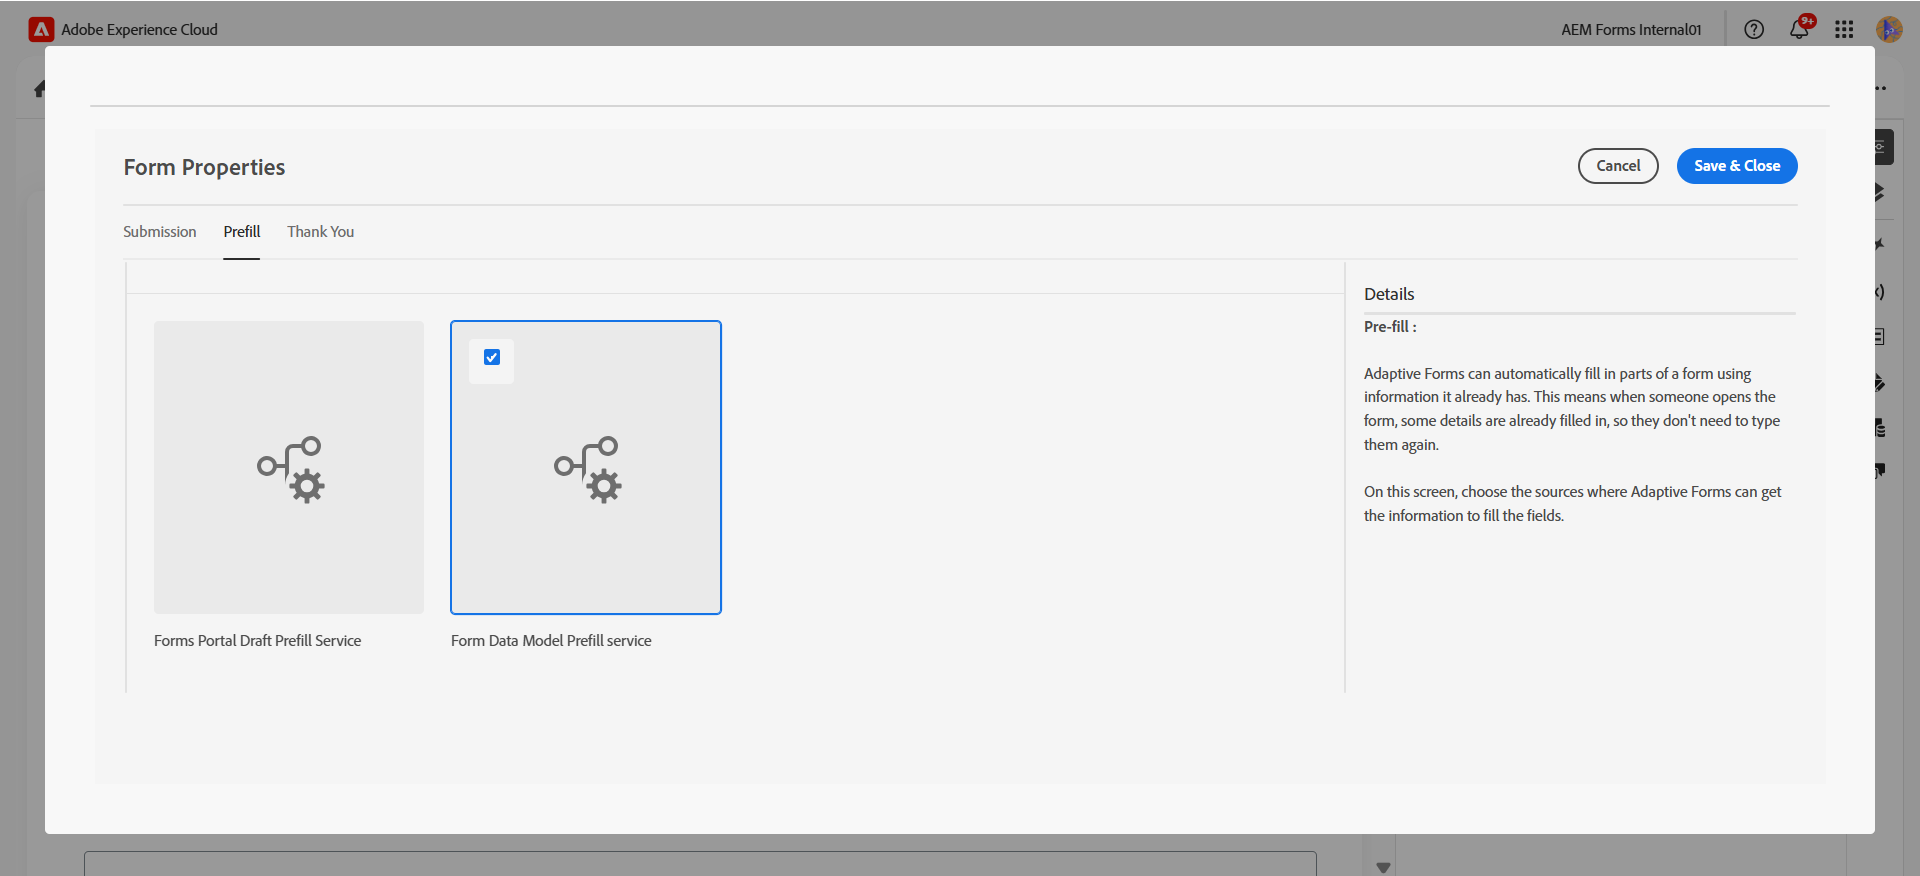 Adobe Experience Cloud
AEM Forms Internal01
9+
Form Properties
Cancel
Save & Close
Submission
Prefill
Thank You
Details
Pre-fill :
Adaptive Forms can automatically fill in parts of a form using
information it already has. This means when someone opens the
form, some details are already filled in, so they don't need to type
them again.
On this screen, choose the sources where Adaptive Forms can get
the information to fill the fields.
Forms Portal Draft Prefill Service
Form Data Model Prefill service